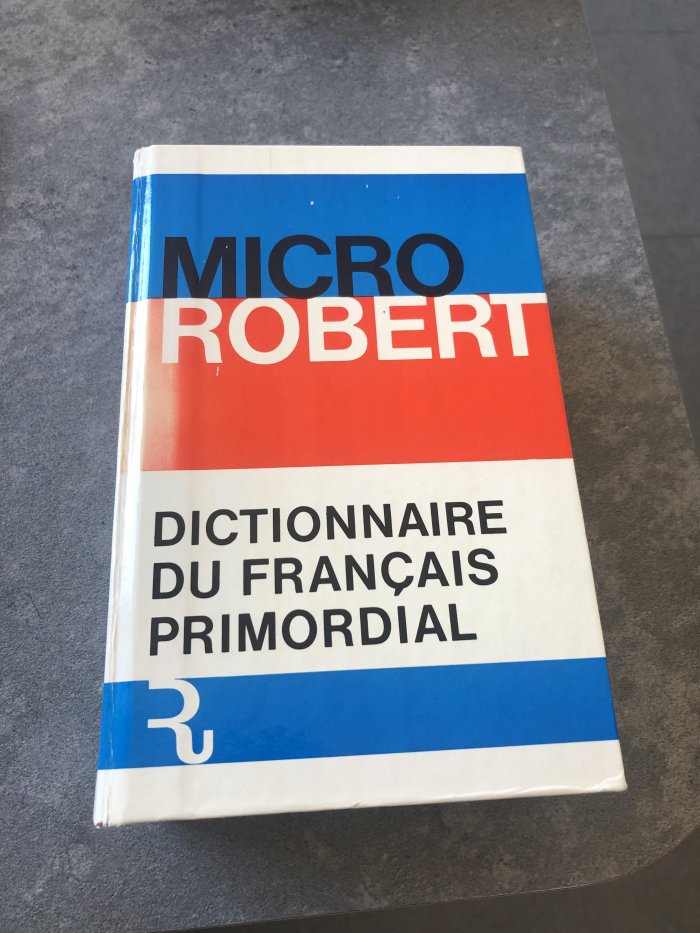 MICRO
ROBERT
DICTIONNAIRE
DU FRANÇAIS
PRIMORDIAL
R